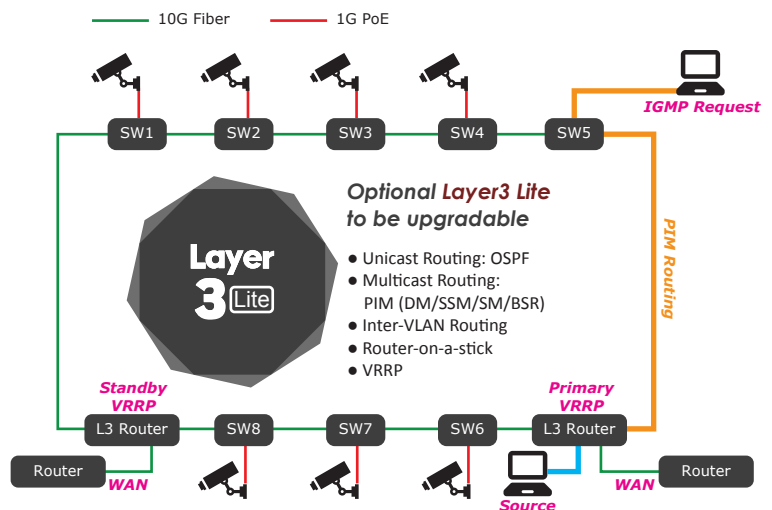 10G Fiber
1G PoE
IGMP Request
SW1
SW2
SW3
SW4
SW5
Optional Layer3 Lite
to be upgradable
Layer
3 Lite
● Unicast Routing: OSPF
● Multicast Routing:
PIM (DM/SSM/SM/BSR)
● Inter-VLAN Routing
● Router-on-a-stick
● VRRP
PIM Routing
Standby
VRRP
Primary
VRRP
L3 Router
SW8
SW7
SW6
L3 Router
Router
WAN
Source
WAN
Router